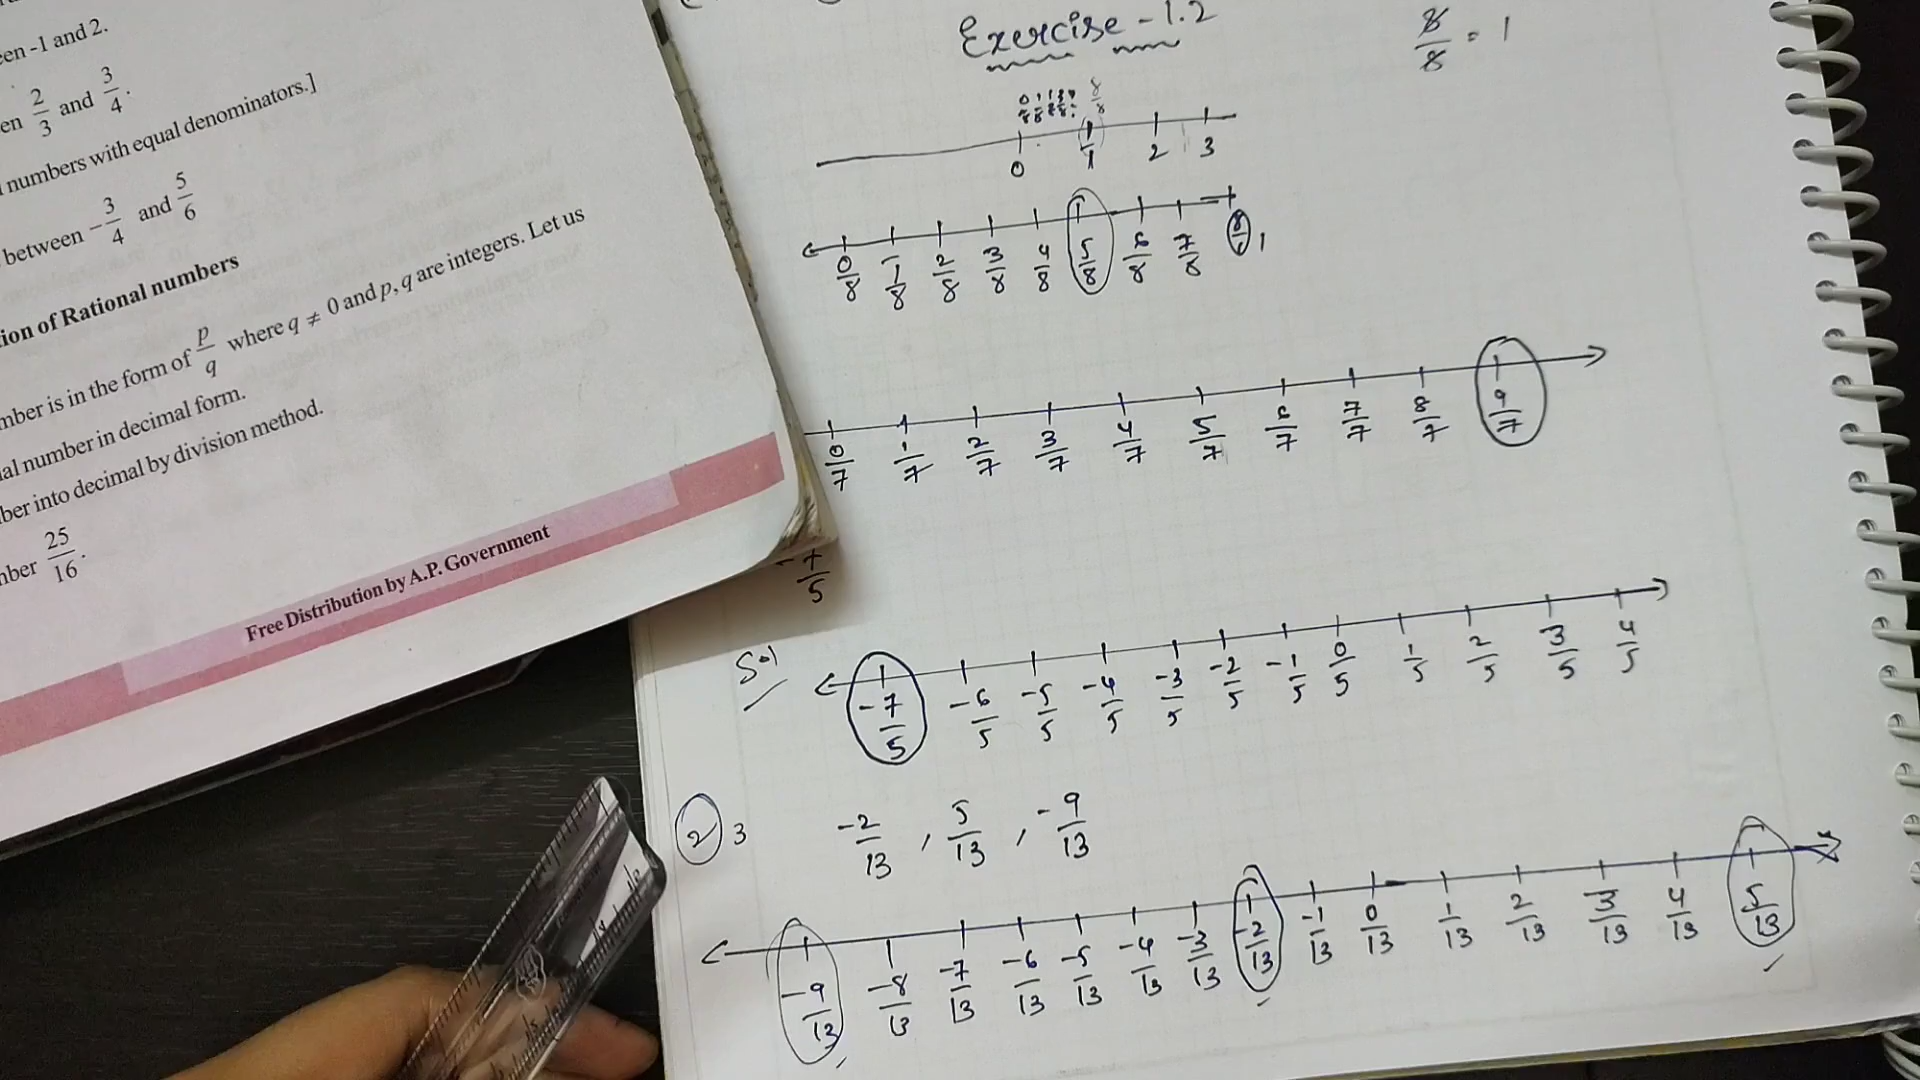 een -1 and 2.
en 2/3 and 3/4.
numbers with equal denominators.]
between -3/4 and 5/6
ion of Rational numbers
mber is in the form of p/q where q ≠ 0 and p, q are integers. Let us
al number in decimal form.
ber into decimal by division method.
ber 25/16.
Free Distribution by A.P. Government
Exercise - 1.2
8/8 = 1
8/8
0 1 2 3
0/8 1/8 2/8 3/8 4/8 5/8 6/8 7/8 1
0/7 1/7 2/7 3/7 4/7 5/7 6/7 7/7 8/7 9/7
-7/5
Sol
-7/5 -6/5 -5/5 -4/5 -3/5 -2/5 -1/5 0/5 1/5 2/5 3/5 4/5
2 3 -2/13 , 5/13 , -9/13
-9/13 -8/13 -7/13 -6/13 -5/13 -4/13 -3/13 -2/13 -1/13 0/13 1/13 2/13 3/13 4/13 5/13